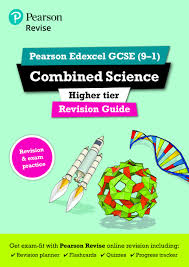 Pearson
Revise
Pearson Edexcel GCSE (9-1)
Combined Science
Higher tier
Revision Guide
Revision
& exam
practice
Get exam-fit with Pearson Revise online revision including:
• Revision planner • Flashcards • Quizzes • Progress tracker